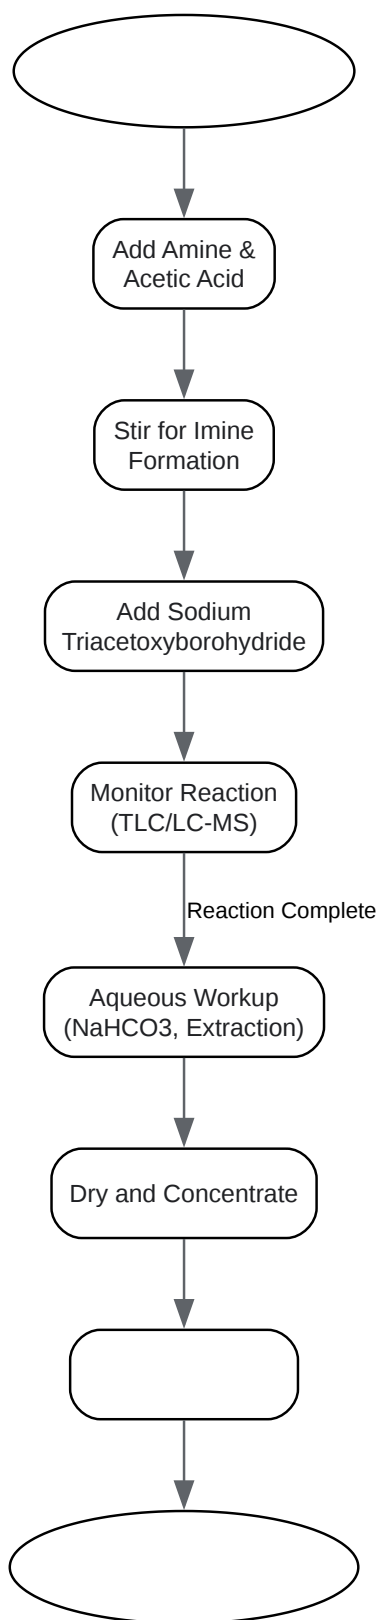 Add Amine &
Acetic Acid
Stir for Imine
Formation
Add Sodium
Triacetoxyborohydride
Monitor Reaction
(TLC/LC-MS)
Reaction Complete
Aqueous Workup
(NaHCO3, Extraction)
Dry and Concentrate